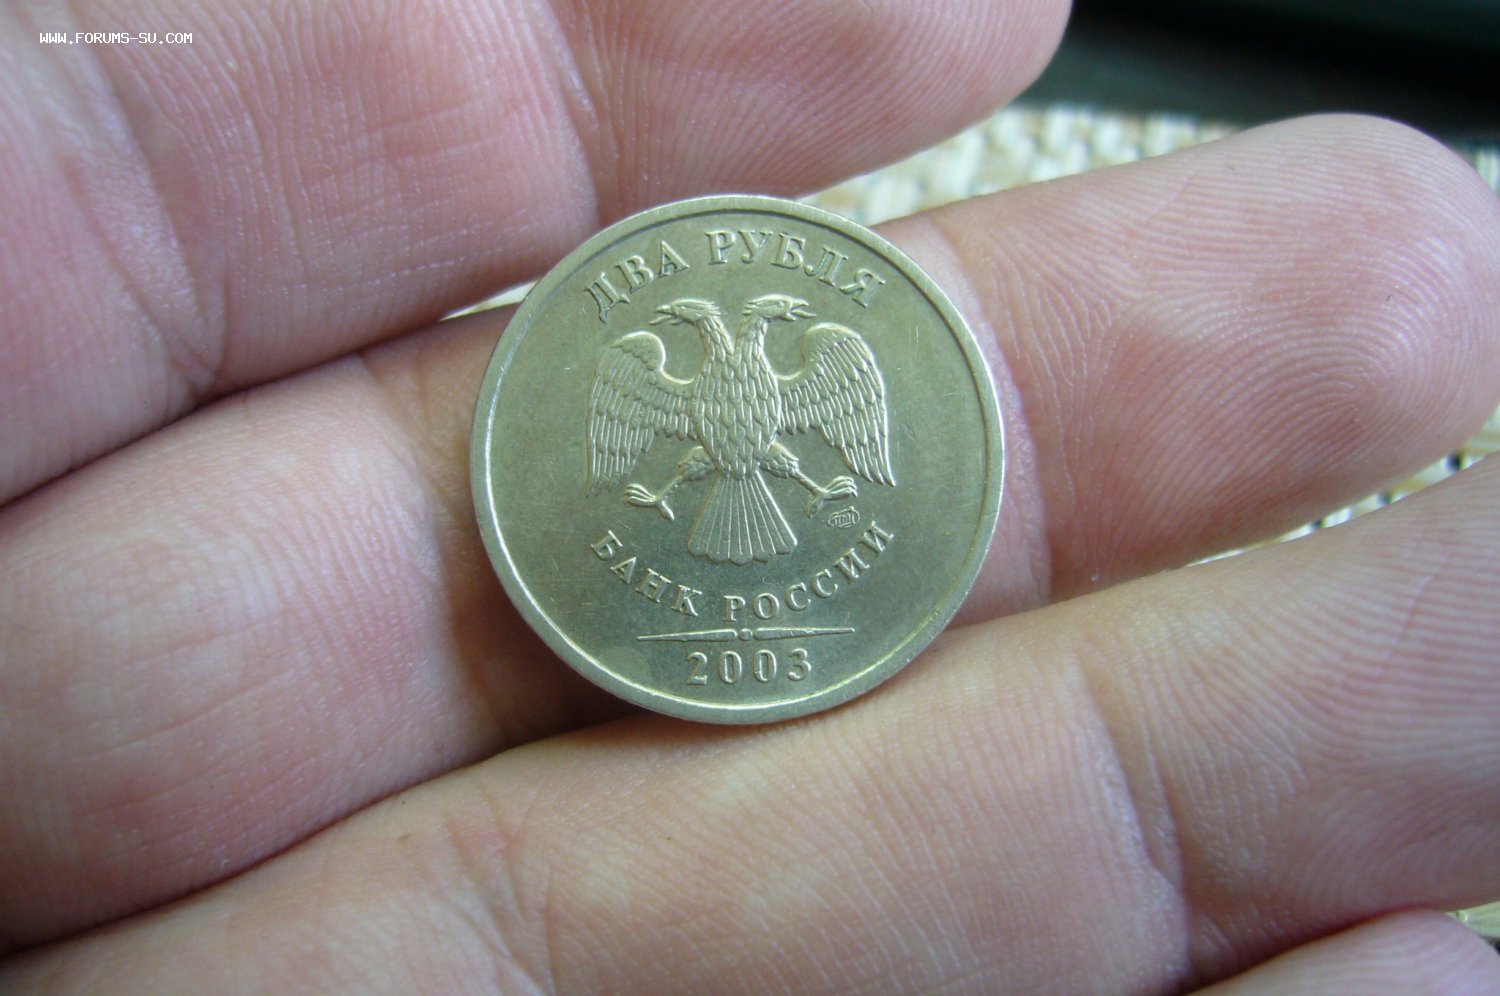 WWW.FORUMS-SU.COM
ДВА РУБЛЯ
БАНК РОССИИ
2003